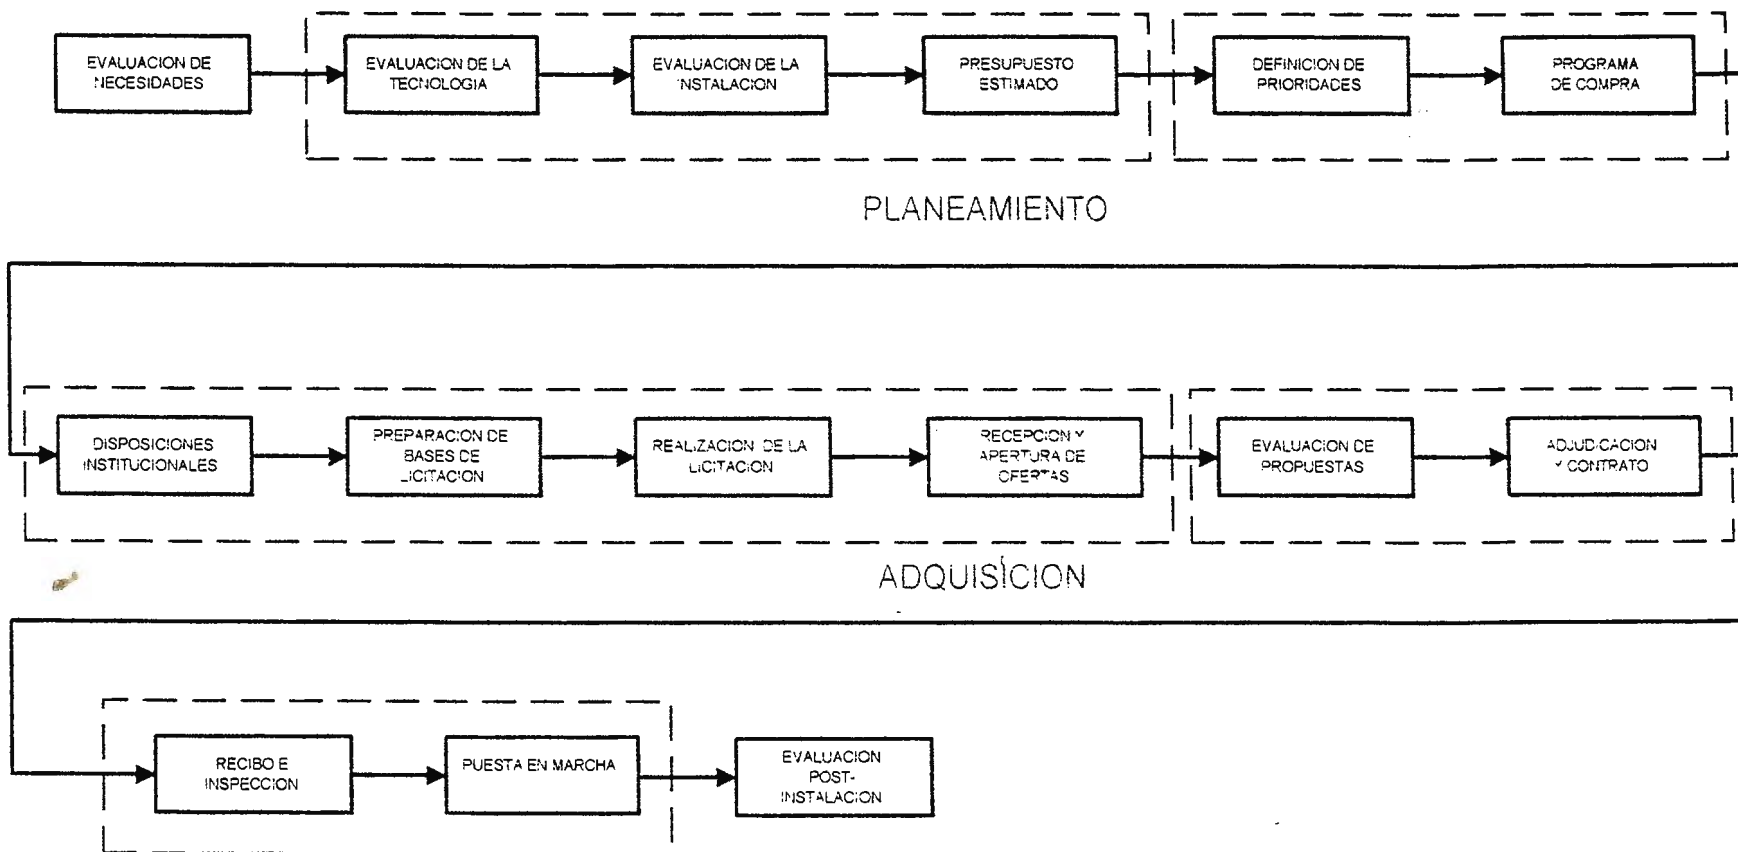 EVALUACION DE
NECESIDADES
EVALUACION DE LA
TECNOLOGIA
EVALUACION DE LA
INSTALACION
PRESUPUESTO
ESTIMADO
DEFINICION DE
PRIORIDADES
PROGRAMA
DE COMPRA
PLANEAMIENTO
DISPOSICIONES
INSTITUCIONALES
PREPARACION DE
BASES DE
LICITACION
REALIZACION DE LA
LICITACION
RECEPCION Y
APERTURA DE
OFERTAS
EVALUACION DE
PROPUESTAS
ADJUDICACION
Y CONTRATO
ADQUISICION
RECIBO E
INSPECCION
PUESTA EN MARCHA
EVALUACION
POST-
INSTALACION